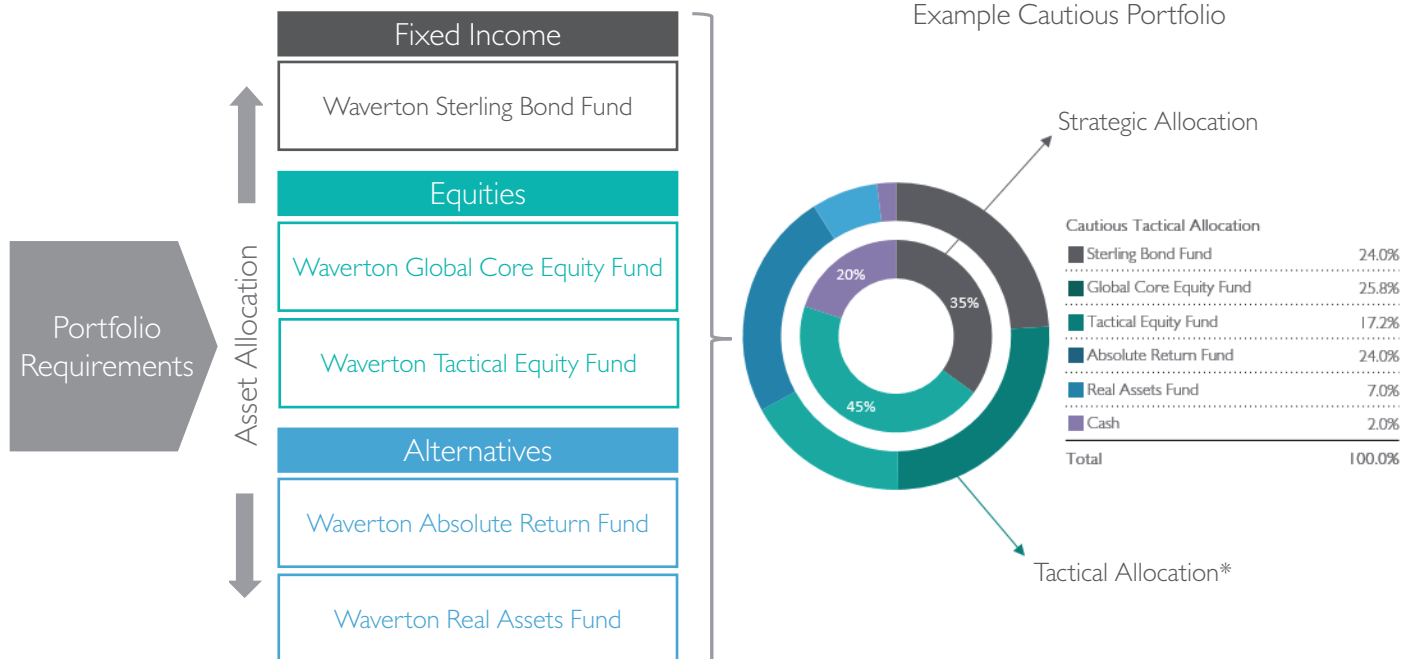 Portfolio
Requirements
Asset Allocation
Fixed Income
Waverton Sterling Bond Fund
Equities
Waverton Global Core Equity Fund
Waverton Tactical Equity Fund
Alternatives
Waverton Absolute Return Fund
Waverton Real Assets Fund
Example Cautious Portfolio
Strategic Allocation
20%
35%
45%
Tactical Allocation*
Cautious Tactical Allocation
Sterling Bond Fund 24.0%
Global Core Equity Fund 25.8%
Tactical Equity Fund 17.2%
Absolute Return Fund 24.0%
Real Assets Fund 7.0%
Cash 2.0%
Total 100.0%